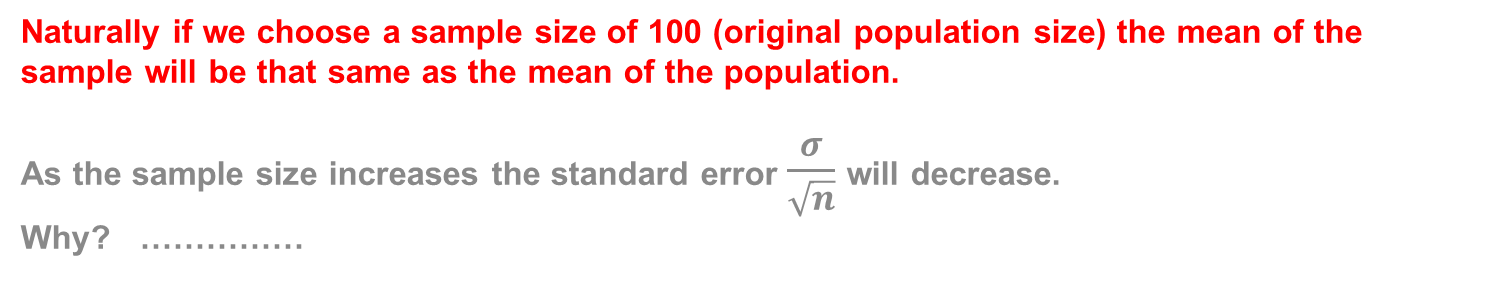 Naturally if we choose a sample size of 100 (original population size) the mean of the
sample will be that same as the mean of the population.
As the sample size increases the standard error σ/√n will decrease.
Why? ...............